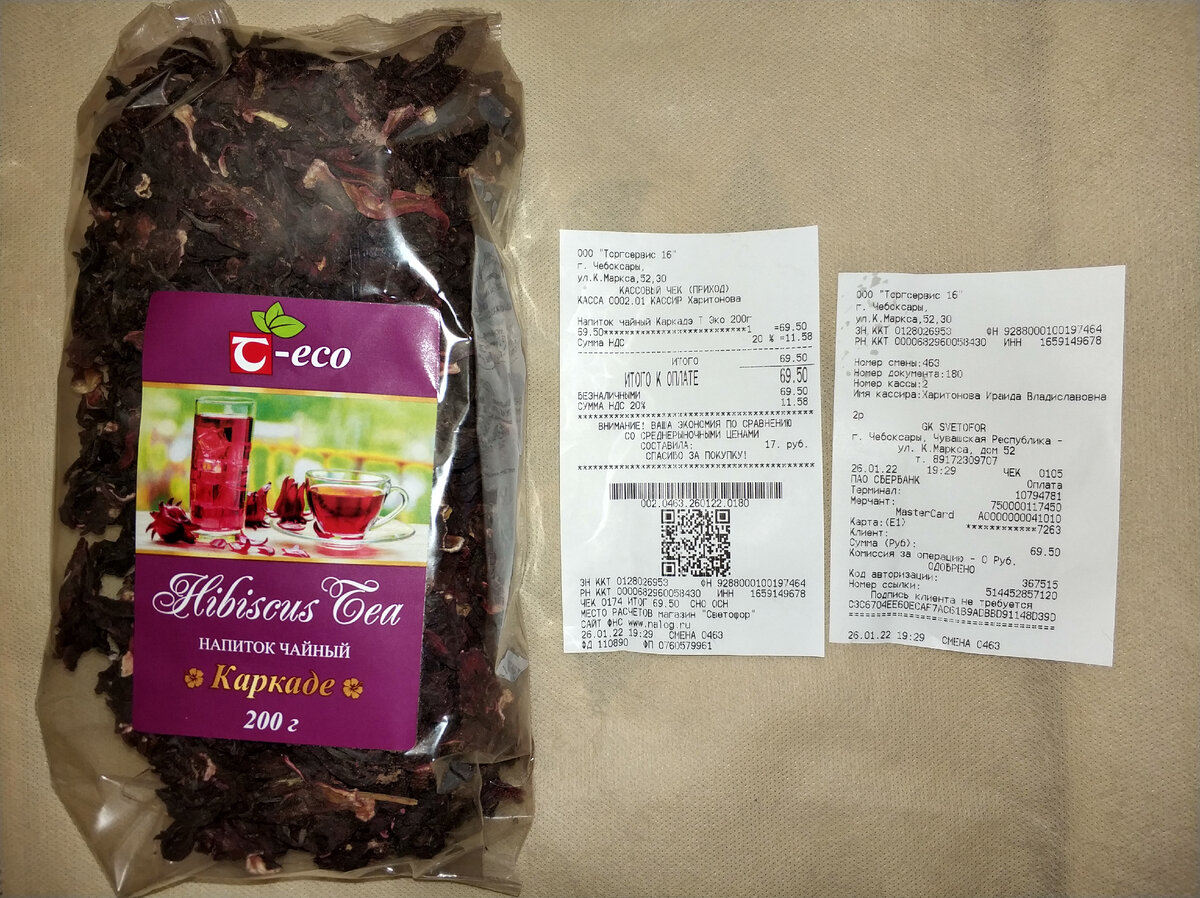 т-eco
Hibiscus Tea
НАПИТОК ЧАЙНЫЙ
Каркаде
200 г
ООО "Торгсервис 16"
г. Чебоксары,
ул.К.Маркса,52,30
КАССОВЫЙ ЧЕК (ПРИХОД)
КАССА 0002.01 КАССИР Харитонова
Напиток чайный Каркадэ Т Эко 200г
69.50*************************1 =69.50
Сумма НДС 20 % =11.58
ИТОГО 69.50
ИТОГО К ОПЛАТЕ 69.50
БЕЗНАЛИЧНЫМИ 69.50
СУММА НДС 20% 11.58
ВНИМАНИЕ! ВАША ЭКОНОМИЯ ПО СРАВНЕНИЮ
СО СРЕДНЕРЫНОЧНЫМИ ЦЕНАМИ
СОСТАВИЛА: 17. руб.
СПАСИБО ЗА ПОКУПКУ!
002.0463.260122.0180
ЗН ККТ 0128026953 ФН 9288000100197464
РН ККТ 0000682960058430 ИНН 1659149678
ЧЕК 0174 ИТОГ 69.50 СНО ОСН
МЕСТО РАСЧЕТОВ магазин "Светофор"
САЙТ ФНС www.nalog.ru
26.01.22 19:29 СМЕНА 0463
ФД 110890 ФП 0760579961
ООО "Торгсервис 16"
г. Чебоксары,
ул.К.Маркса,52,30
ЗН ККТ 0128026953 ФН 9288000100197464
РН ККТ 0000682960058430 ИНН 1659149678
Номер смены:463
Номер документа:180
Номер кассы:2
Имя кассира:Харитонова Ираида Владиславовна
2р
GK SVETOFOR
г. Чебоксары, Чувашская Республика -
ул. К.Маркса, дом 52
т. 89172309707
26.01.22 19:29 ЧЕК 0105
ПАО СБЕРБАНК Оплата
Терминал: 10794781
Мерчант: 750000117450
MasterCard A0000000041010
Карта:(E1) ************7263
Клиент:
Сумма (Руб): 69.50
Комиссия за операцию - 0 Руб.
ОДОБРЕНО
Код авторизации: 367515
Номер ссылки: 514452857120
Подпись клиента не требуется
26.01.22 19:29 СМЕНА 0463